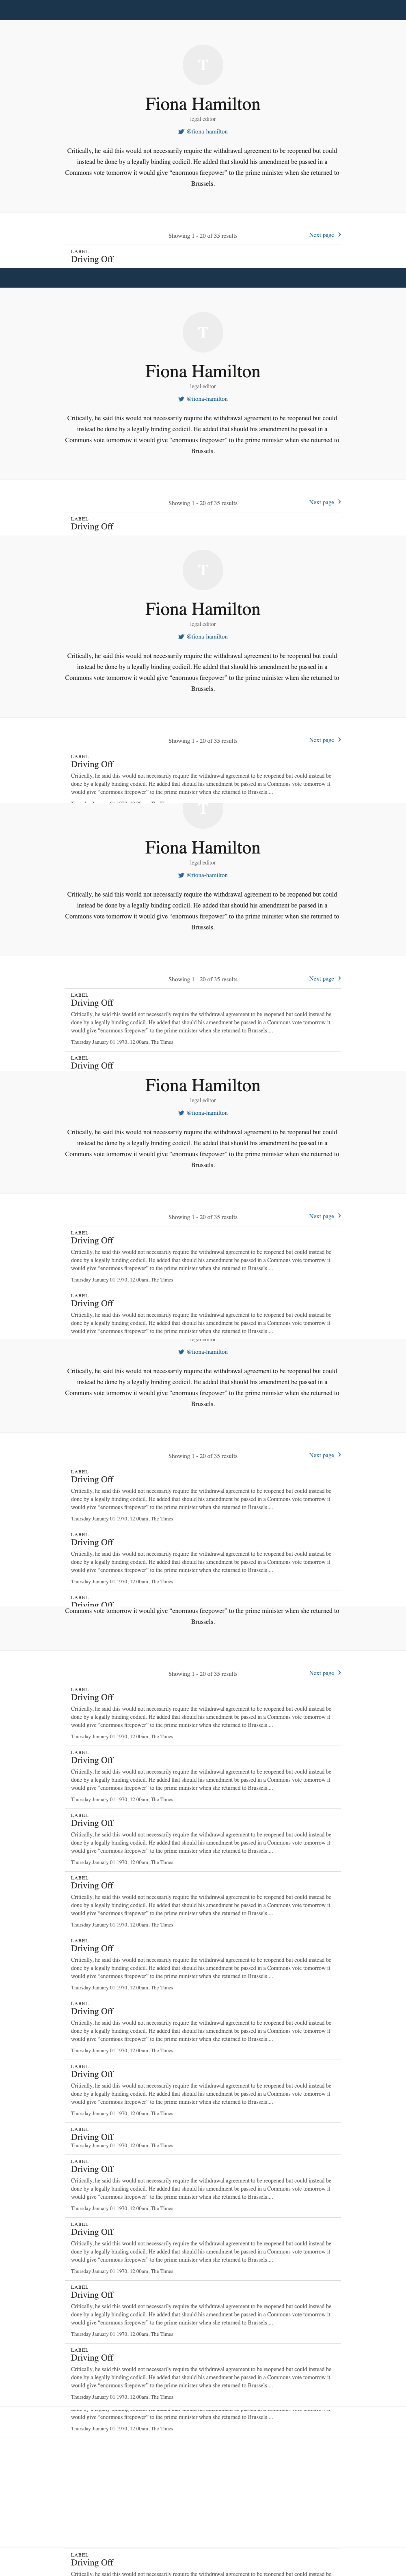 T
Fiona Hamilton
legal editor
@fiona-hamilton
Critically, he said this would not necessarily require the withdrawal agreement to be reopened but could
instead be done by a legally binding codicil. He added that should his amendment be passed in a
Commons vote tomorrow it would give “enormous firepower” to the prime minister when she returned to
Brussels.
Showing 1 - 20 of 35 results Next page
LABEL
Driving Off
T
Fiona Hamilton
legal editor
@fiona-hamilton
Critically, he said this would not necessarily require the withdrawal agreement to be reopened but could
instead be done by a legally binding codicil. He added that should his amendment be passed in a
Commons vote tomorrow it would give “enormous firepower” to the prime minister when she returned to
Brussels.
Showing 1 - 20 of 35 results Next page
LABEL
Driving Off
T
Fiona Hamilton
legal editor
@fiona-hamilton
Critically, he said this would not necessarily require the withdrawal agreement to be reopened but could
instead be done by a legally binding codicil. He added that should his amendment be passed in a
Commons vote tomorrow it would give “enormous firepower” to the prime minister when she returned to
Brussels.
Showing 1 - 20 of 35 results Next page
LABEL
Driving Off
Critically, he said this would not necessarily require the withdrawal agreement to be reopened but could instead be
done by a legally binding codicil. He added that should his amendment be passed in a Commons vote tomorrow it
would give “enormous firepower” to the prime minister when she returned to Brussels....
T
Fiona Hamilton
legal editor
@fiona-hamilton
Critically, he said this would not necessarily require the withdrawal agreement to be reopened but could
instead be done by a legally binding codicil. He added that should his amendment be passed in a
Commons vote tomorrow it would give “enormous firepower” to the prime minister when she returned to
Brussels.
Showing 1 - 20 of 35 results Next page
LABEL
Driving Off
Critically, he said this would not necessarily require the withdrawal agreement to be reopened but could instead be
done by a legally binding codicil. He added that should his amendment be passed in a Commons vote tomorrow it
would give “enormous firepower” to the prime minister when she returned to Brussels....
Thursday January 01 1970, 12.00am, The Times
LABEL
Driving Off
Fiona Hamilton
legal editor
@fiona-hamilton
Critically, he said this would not necessarily require the withdrawal agreement to be reopened but could
instead be done by a legally binding codicil. He added that should his amendment be passed in a
Commons vote tomorrow it would give “enormous firepower” to the prime minister when she returned to
Brussels.
Showing 1 - 20 of 35 results Next page
LABEL
Driving Off
Critically, he said this would not necessarily require the withdrawal agreement to be reopened but could instead be
done by a legally binding codicil. He added that should his amendment be passed in a Commons vote tomorrow it
would give “enormous firepower” to the prime minister when she returned to Brussels....
Thursday January 01 1970, 12.00am, The Times
LABEL
Driving Off
Critically, he said this would not necessarily require the withdrawal agreement to be reopened but could instead be
done by a legally binding codicil. He added that should his amendment be passed in a Commons vote tomorrow it
would give “enormous firepower” to the prime minister when she returned to Brussels....
legal editor
@fiona-hamilton
Critically, he said this would not necessarily require the withdrawal agreement to be reopened but could
instead be done by a legally binding codicil. He added that should his amendment be passed in a
Commons vote tomorrow it would give “enormous firepower” to the prime minister when she returned to
Brussels.
Showing 1 - 20 of 35 results Next page
LABEL
Driving Off
Critically, he said this would not necessarily require the withdrawal agreement to be reopened but could instead be
done by a legally binding codicil. He added that should his amendment be passed in a Commons vote tomorrow it
would give “enormous firepower” to the prime minister when she returned to Brussels....
Thursday January 01 1970, 12.00am, The Times
LABEL
Driving Off
Critically, he said this would not necessarily require the withdrawal agreement to be reopened but could instead be
done by a legally binding codicil. He added that should his amendment be passed in a Commons vote tomorrow it
would give “enormous firepower” to the prime minister when she returned to Brussels....
Thursday January 01 1970, 12.00am, The Times
LABEL
Driving Off
Commons vote tomorrow it would give “enormous firepower” to the prime minister when she returned to
Brussels.
Showing 1 - 20 of 35 results Next page
LABEL
Driving Off
Critically, he said this would not necessarily require the withdrawal agreement to be reopened but could instead be
done by a legally binding codicil. He added that should his amendment be passed in a Commons vote tomorrow it
would give “enormous firepower” to the prime minister when she returned to Brussels....
Thursday January 01 1970, 12.00am, The Times
LABEL
Driving Off
Critically, he said this would not necessarily require the withdrawal agreement to be reopened but could instead be
done by a legally binding codicil. He added that should his amendment be passed in a Commons vote tomorrow it
would give “enormous firepower” to the prime minister when she returned to Brussels....
Thursday January 01 1970, 12.00am, The Times
LABEL
Driving Off
Critically, he said this would not necessarily require the withdrawal agreement to be reopened but could instead be
done by a legally binding codicil. He added that should his amendment be passed in a Commons vote tomorrow it
would give “enormous firepower” to the prime minister when she returned to Brussels....
Thursday January 01 1970, 12.00am, The Times
LABEL
Driving Off
Critically, he said this would not necessarily require the withdrawal agreement to be reopened but could instead be
done by a legally binding codicil. He added that should his amendment be passed in a Commons vote tomorrow it
would give “enormous firepower” to the prime minister when she returned to Brussels....
Thursday January 01 1970, 12.00am, The Times
LABEL
Driving Off
Critically, he said this would not necessarily require the withdrawal agreement to be reopened but could instead be
done by a legally binding codicil. He added that should his amendment be passed in a Commons vote tomorrow it
would give “enormous firepower” to the prime minister when she returned to Brussels....
Thursday January 01 1970, 12.00am, The Times
LABEL
Driving Off
Critically, he said this would not necessarily require the withdrawal agreement to be reopened but could instead be
done by a legally binding codicil. He added that should his amendment be passed in a Commons vote tomorrow it
would give “enormous firepower” to the prime minister when she returned to Brussels....
Thursday January 01 1970, 12.00am, The Times
LABEL
Driving Off
Critically, he said this would not necessarily require the withdrawal agreement to be reopened but could instead be
done by a legally binding codicil. He added that should his amendment be passed in a Commons vote tomorrow it
would give “enormous firepower” to the prime minister when she returned to Brussels....
Thursday January 01 1970, 12.00am, The Times
LABEL
Driving Off
Thursday January 01 1970, 12.00am, The Times
LABEL
Driving Off
Critically, he said this would not necessarily require the withdrawal agreement to be reopened but could instead be
done by a legally binding codicil. He added that should his amendment be passed in a Commons vote tomorrow it
would give “enormous firepower” to the prime minister when she returned to Brussels....
Thursday January 01 1970, 12.00am, The Times
LABEL
Driving Off
Critically, he said this would not necessarily require the withdrawal agreement to be reopened but could instead be
done by a legally binding codicil. He added that should his amendment be passed in a Commons vote tomorrow it
would give “enormous firepower” to the prime minister when she returned to Brussels....
Thursday January 01 1970, 12.00am, The Times
LABEL
Driving Off
Critically, he said this would not necessarily require the withdrawal agreement to be reopened but could instead be
done by a legally binding codicil. He added that should his amendment be passed in a Commons vote tomorrow it
would give “enormous firepower” to the prime minister when she returned to Brussels....
Thursday January 01 1970, 12.00am, The Times
LABEL
Driving Off
Critically, he said this would not necessarily require the withdrawal agreement to be reopened but could instead be
done by a legally binding codicil. He added that should his amendment be passed in a Commons vote tomorrow it
would give “enormous firepower” to the prime minister when she returned to Brussels....
Thursday January 01 1970, 12.00am, The Times
would give “enormous firepower” to the prime minister when she returned to Brussels....
Thursday January 01 1970, 12.00am, The Times
LABEL
Driving Off
Critically, he said this would not necessarily require the withdrawal agreement to be reopened but could instead be